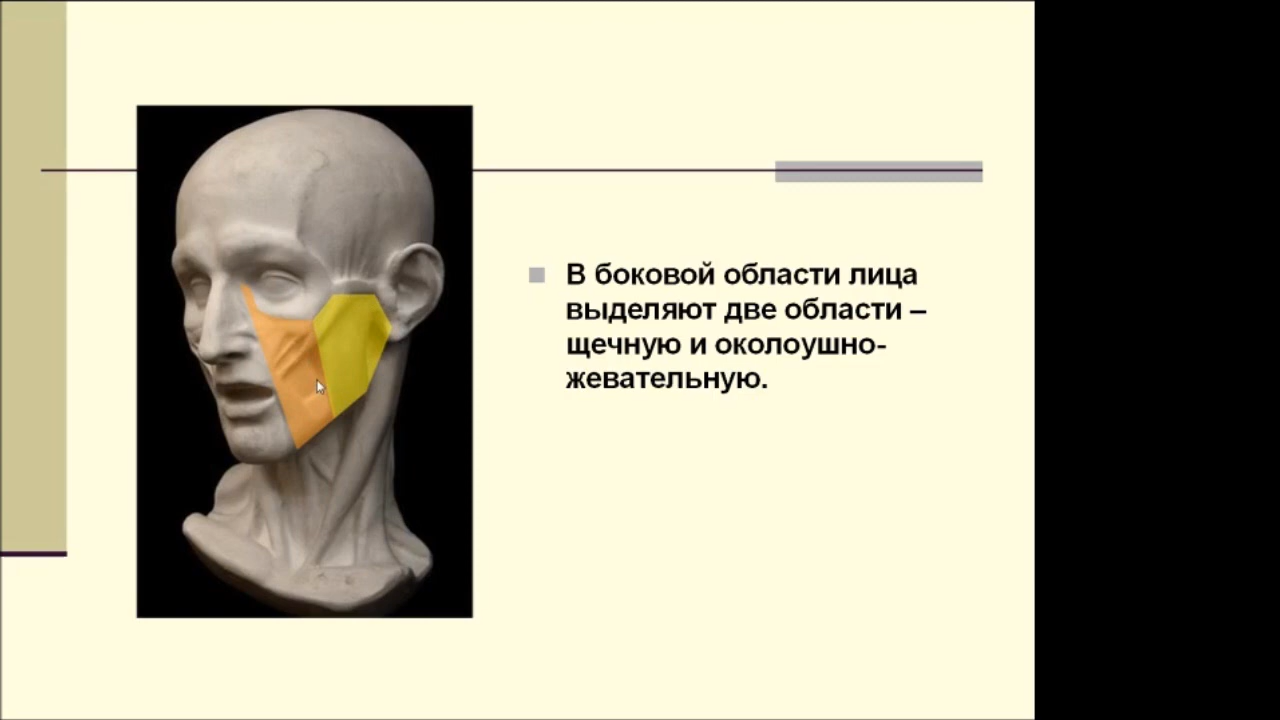 В боковой области лица
выделяют две области –
щечную и околоушно-
жевательную.